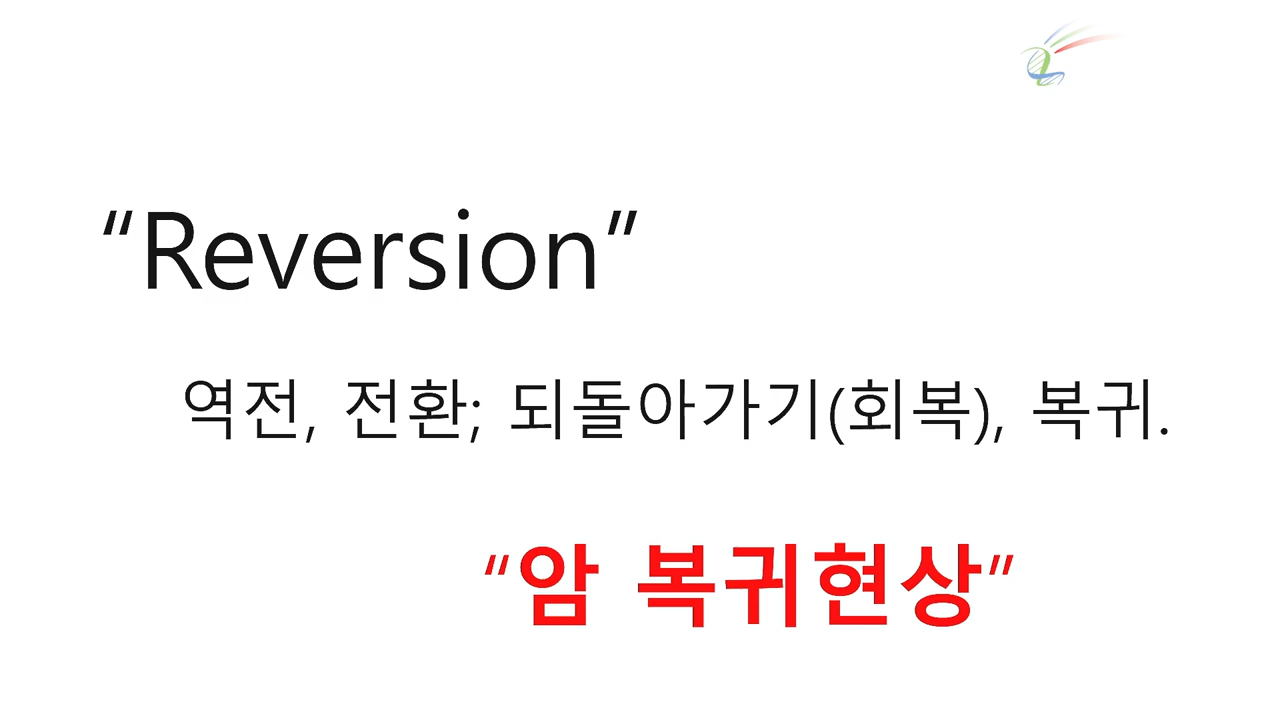 “Reversion”
역전, 전환; 되돌아가기(회복), 복귀.
“암 복귀현상”